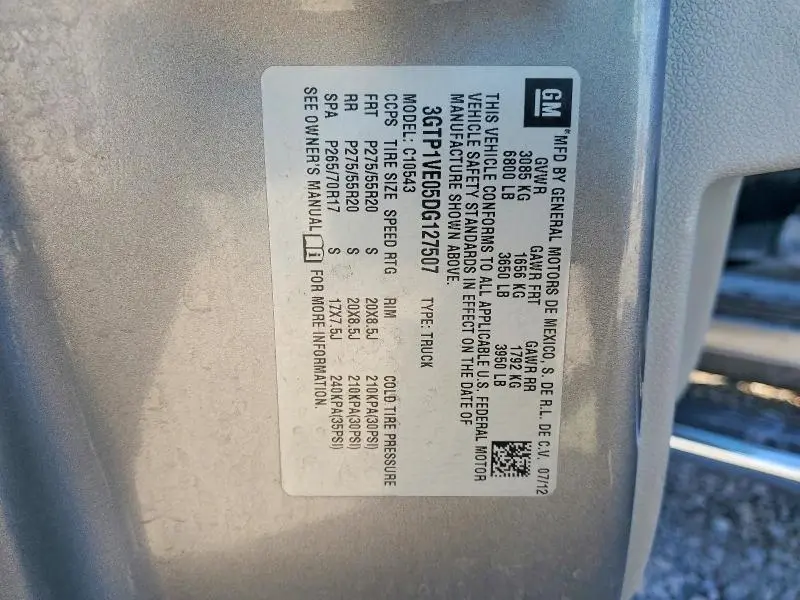 GM
®MFD BY GENERAL MOTORS DE MEXICO, S. DE R.L. DE C.V. 07/12
GVWR GAWR FRT GAWR RR
3085 KG 1656 KG 1792 KG
6800 LB 3650 LB 3950 LB
THIS VEHICLE CONFORMS TO ALL APPLICABLE U.S. FEDERAL MOTOR
VEHICLE SAFETY STANDARDS IN EFFECT ON THE DATE OF
MANUFACTURE SHOWN ABOVE.
3GTP1VE05DG127507 TYPE: TRUCK
MODEL: C10543
CCPS TIRE SIZE SPEED RTG RIM COLD TIRE PRESSURE
FRT P275/55R20 S 20X8.5J 210KPA(30PSI)
RR P275/55R20 S 20X8.5J 210KPA(30PSI)
SPA P265/70R17 S 17X7.5J 240KPA(35PSI)
SEE OWNER'S MANUAL i FOR MORE INFORMATION.